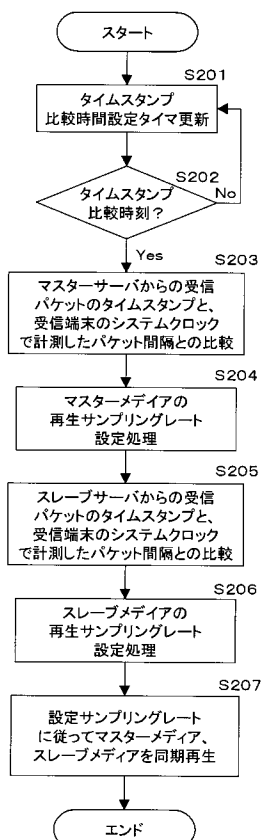 スタート
S201
タイムスタンプ
比較時間設定タイマ更新
S202
タイムスタンプ
比較時刻？
No
Yes
S203
マスターサーバからの受信
パケットのタイムスタンプと、
受信端末のシステムクロック
で計測したパケット間隔との比較
S204
マスターメデイアの
再生サンプリングレート
設定処理
S205
スレーブサーバからの受信
パケットのタイムスタンプと、
受信端末のシステムクロック
で計測したパケット間隔との比較
S206
スレーブメデイアの
再生サンプリングレート
設定処理
S207
設定サンプリングレート
に従ってマスターメデイア、
スレーブメデイアを同期再生
エンド